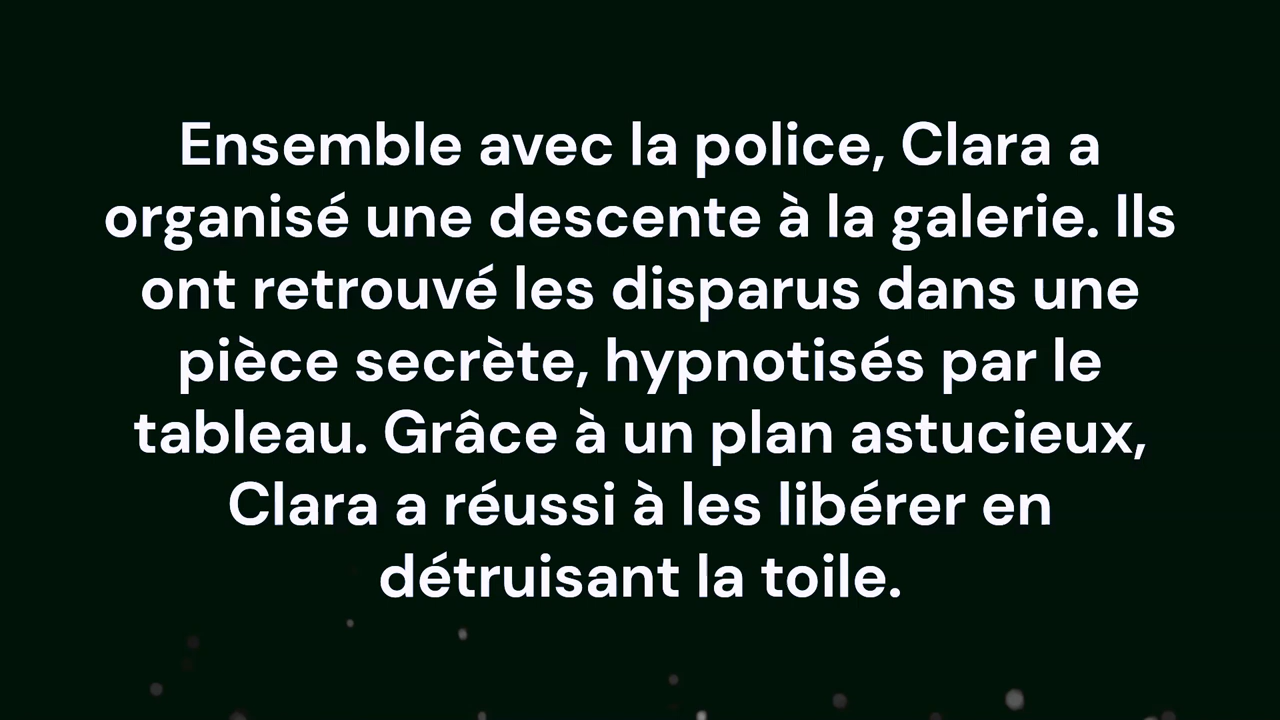 Ensemble avec la police, Clara a
organisé une descente à la galerie. Ils
ont retrouvé les disparus dans une
pièce secrète, hypnotisés par le
tableau. Grâce à un plan astucieux,
Clara a réussi à les libérer en
détruisant la toile.